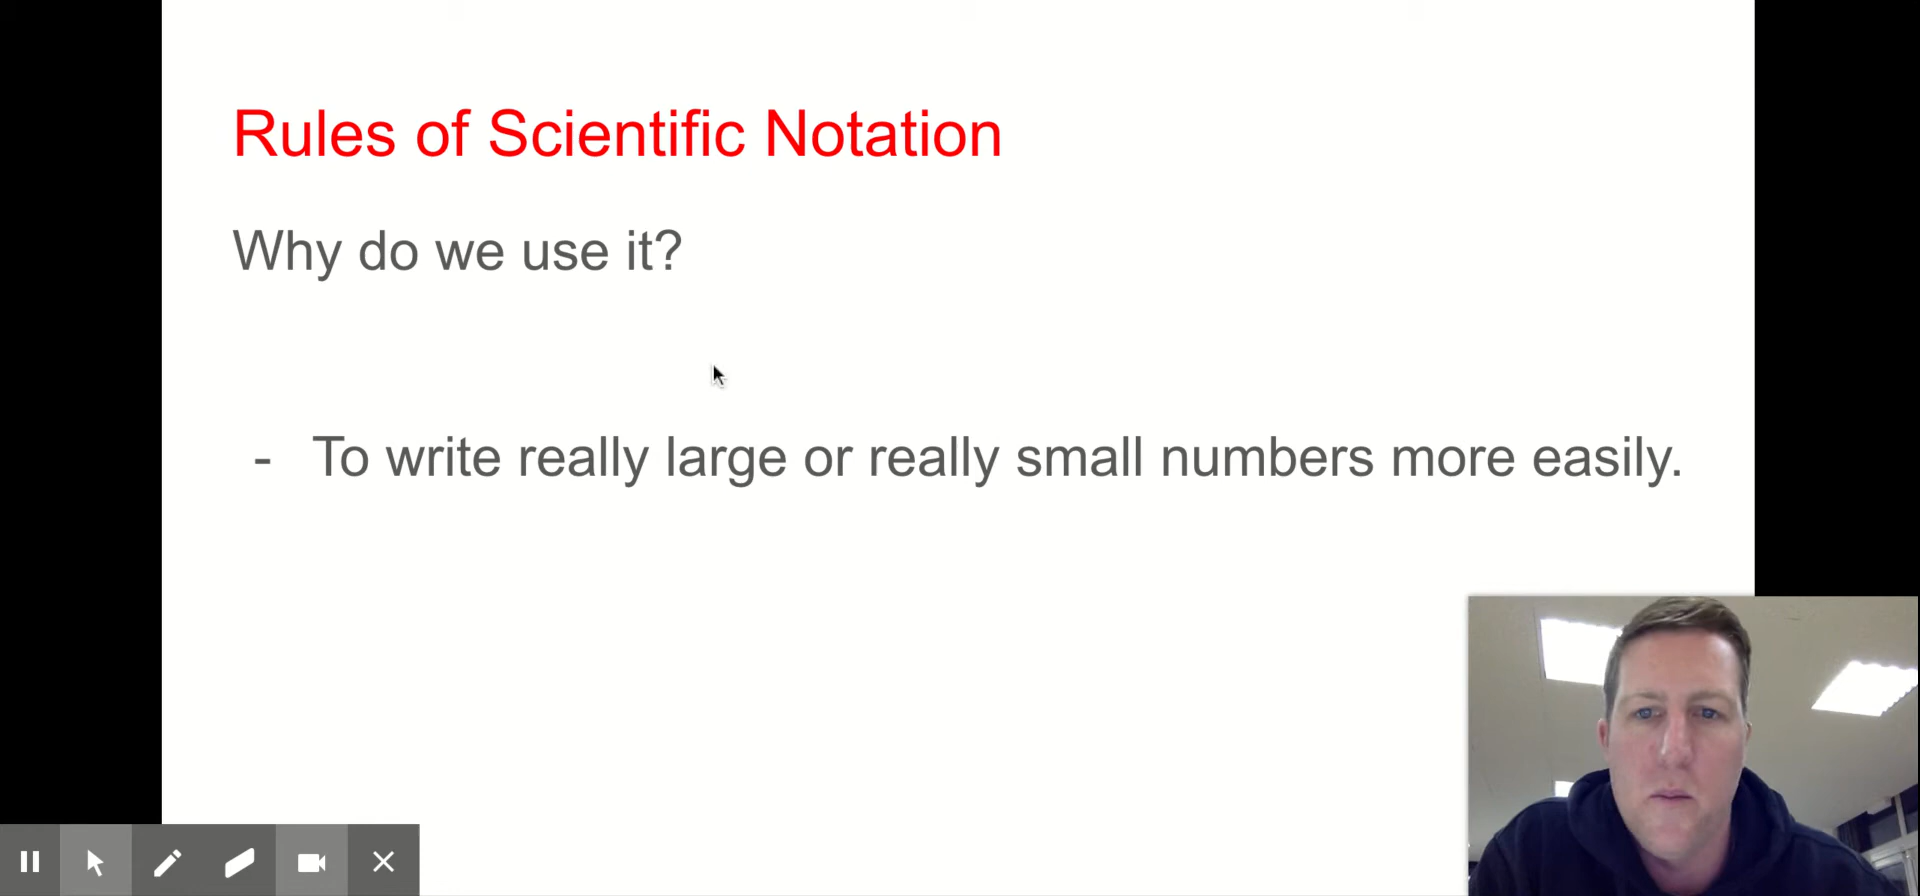 Rules of Scientific Notation
Why do we use it?
- To write really large or really small numbers more easily.